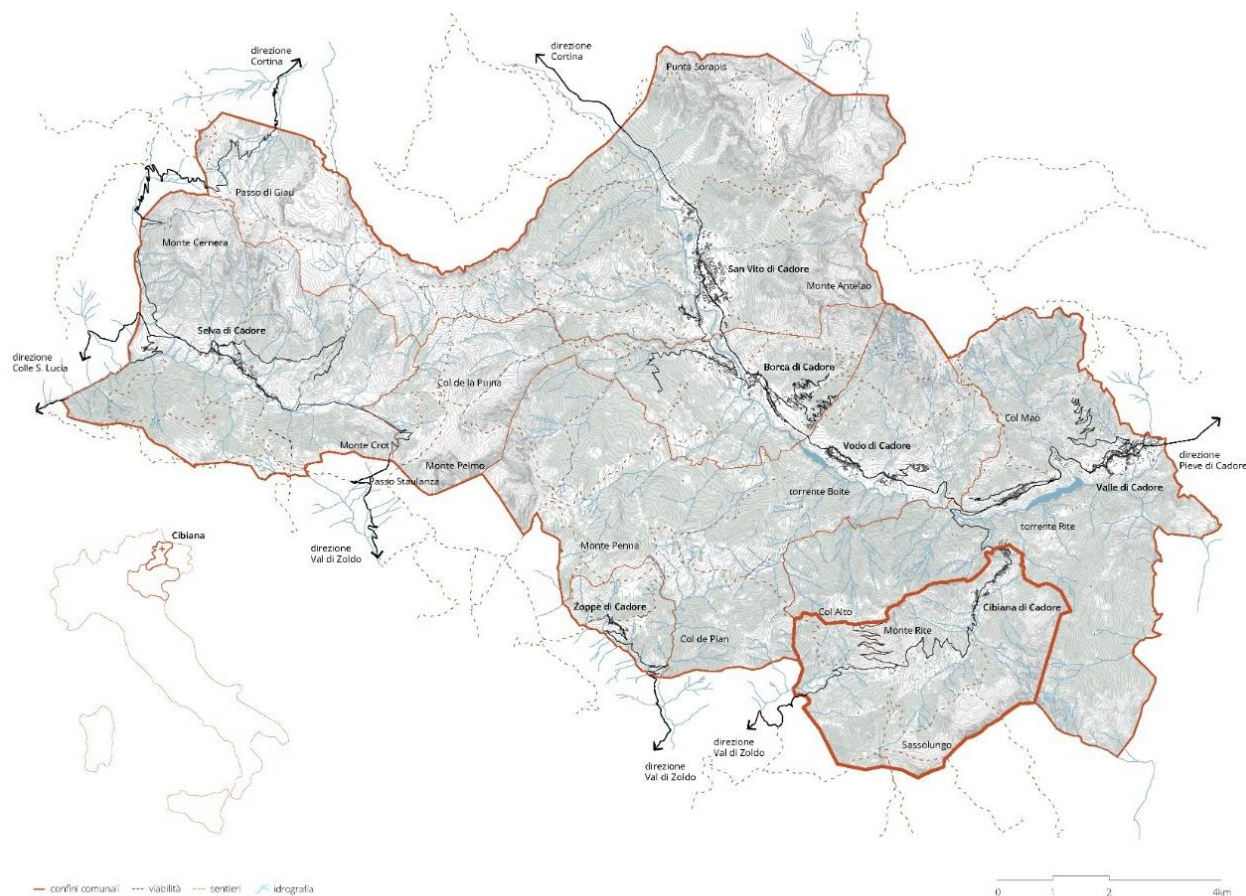 direzione
Cortina
direzione
Cortina
Punta Sorapis
Passo di Giau
Monte Cernera
San Vito di Cadore
Monte Antelao
Selva di Cadore
direzione
Colle S. Lucia
Borca di Cadore
Col de la Puina
Col Maò
Monte Crot
Vodo di Cadore
direzione
Pieve di Cadore
Monte Pelmo
Passo Staulanza
Valle di Cadore
torrente Boite
torrente Rite
Cibiana
direzione
Val di Zoldo
Monte Penna
Zoppè di Cadore
Col Alto
Cibiana di Cadore
Monte Rite
Col de Pian
direzione
Val di Zoldo
Sassolungo
direzione
Val di Zoldo
confini comunali viabilità sentieri idrografia
0 1 2 4km